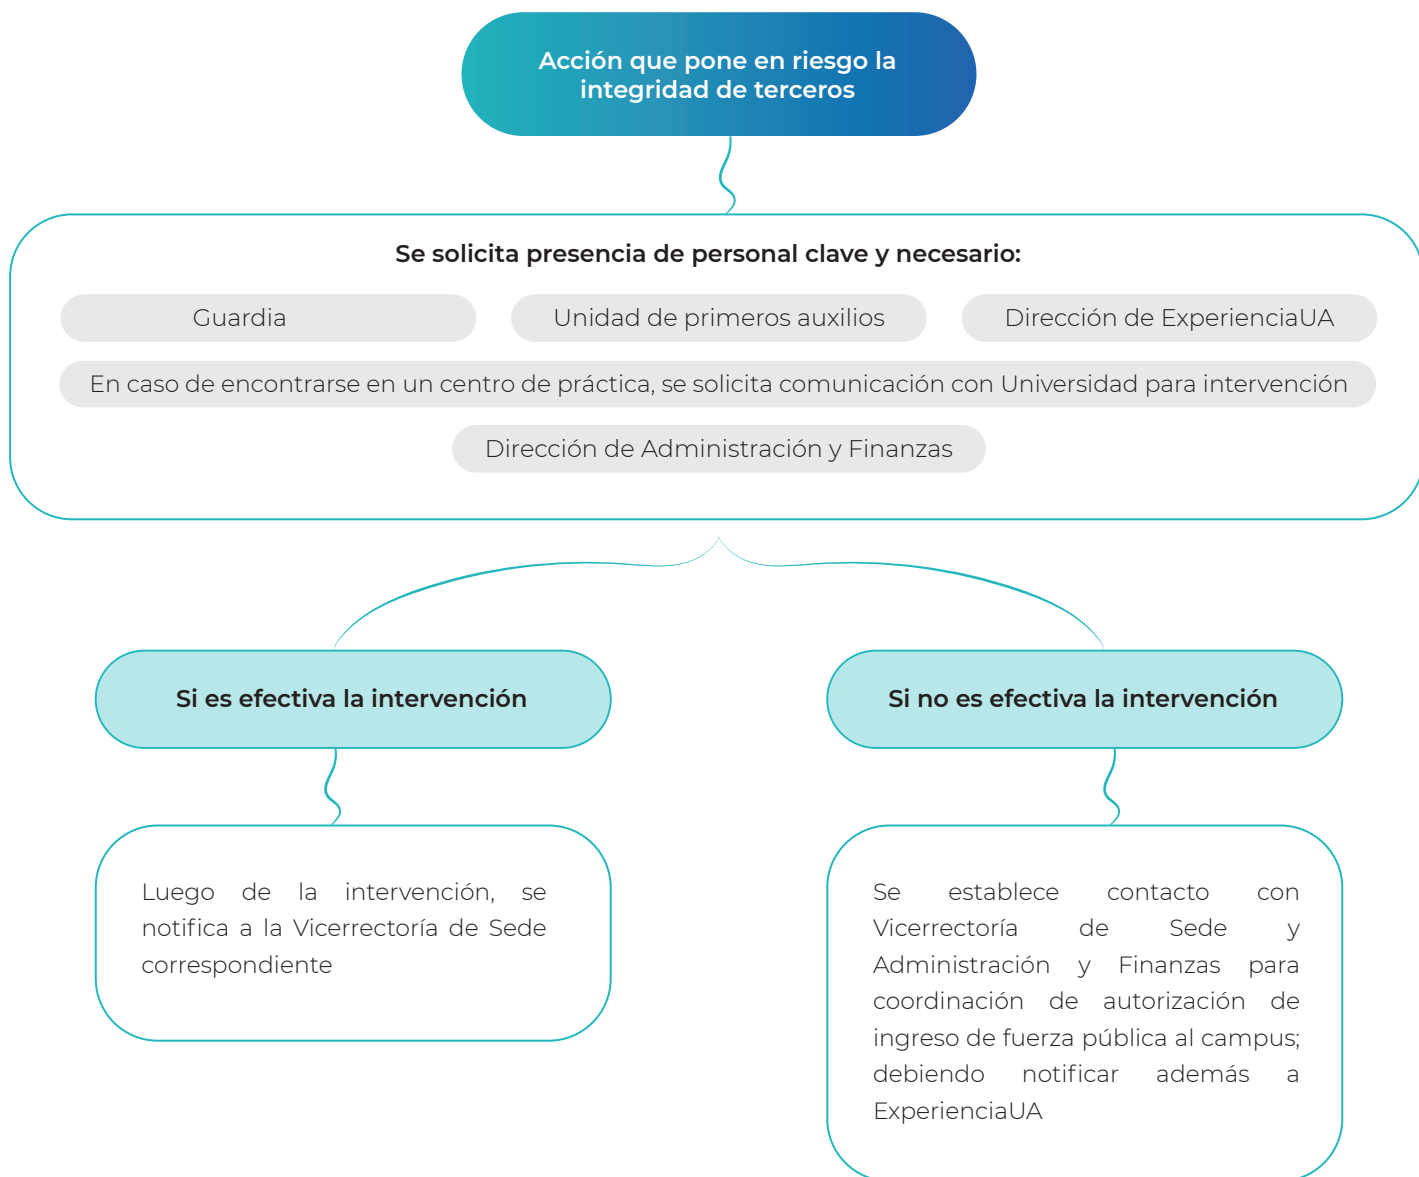 Acción que pone en riesgo la
integridad de terceros
Se solicita presencia de personal clave y necesario:
Guardia
Unidad de primeros auxilios
Dirección de ExperienciaUA
En caso de encontrarse en un centro de práctica, se solicita comunicación con Universidad para intervención
Dirección de Administración y Finanzas
Si es efectiva la intervención
Si no es efectiva la intervención
Luego de la intervención, se
notifica a la Vicerrectoría de Sede
correspondiente
Se establece contacto con
Vicerrectoría de Sede y
Administración y Finanzas para
coordinación de autorización de
ingreso de fuerza pública al campus;
debiendo notificar además a
ExperienciaUA